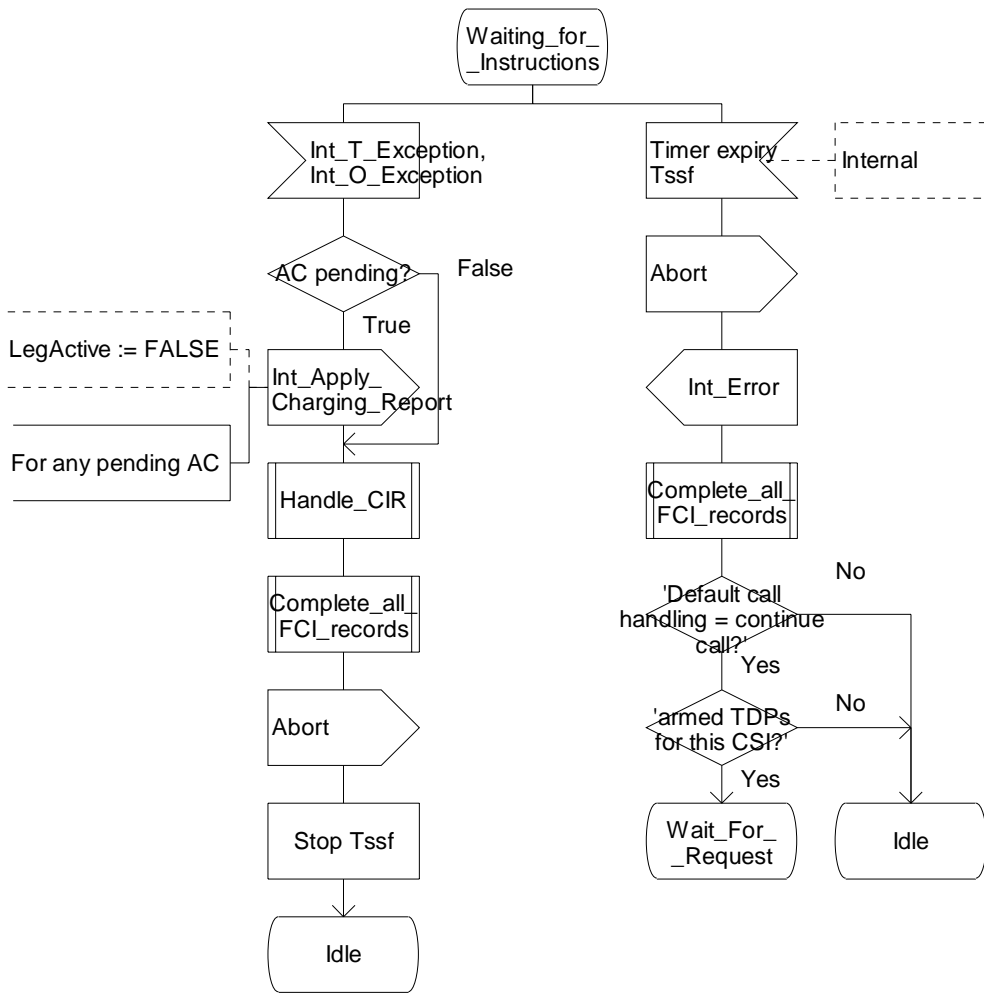 Waiting_for_
_Instructions
Int_T_Exception,
Int_O_Exception
Timer expiry
Tssf
Internal
AC pending?
False
True
Abort
LegActive := FALSE
Int_Apply_
Charging_Report
Int_Error
For any pending AC
Handle_CIR
Complete_all_
FCI_records
Complete_all_
FCI_records
'Default call
handling = continue
call?'
No
Yes
Abort
'armed TDPs
for this CSI?'
No
Yes
Stop Tssf
Wait_For_
_Request
Idle
Idle